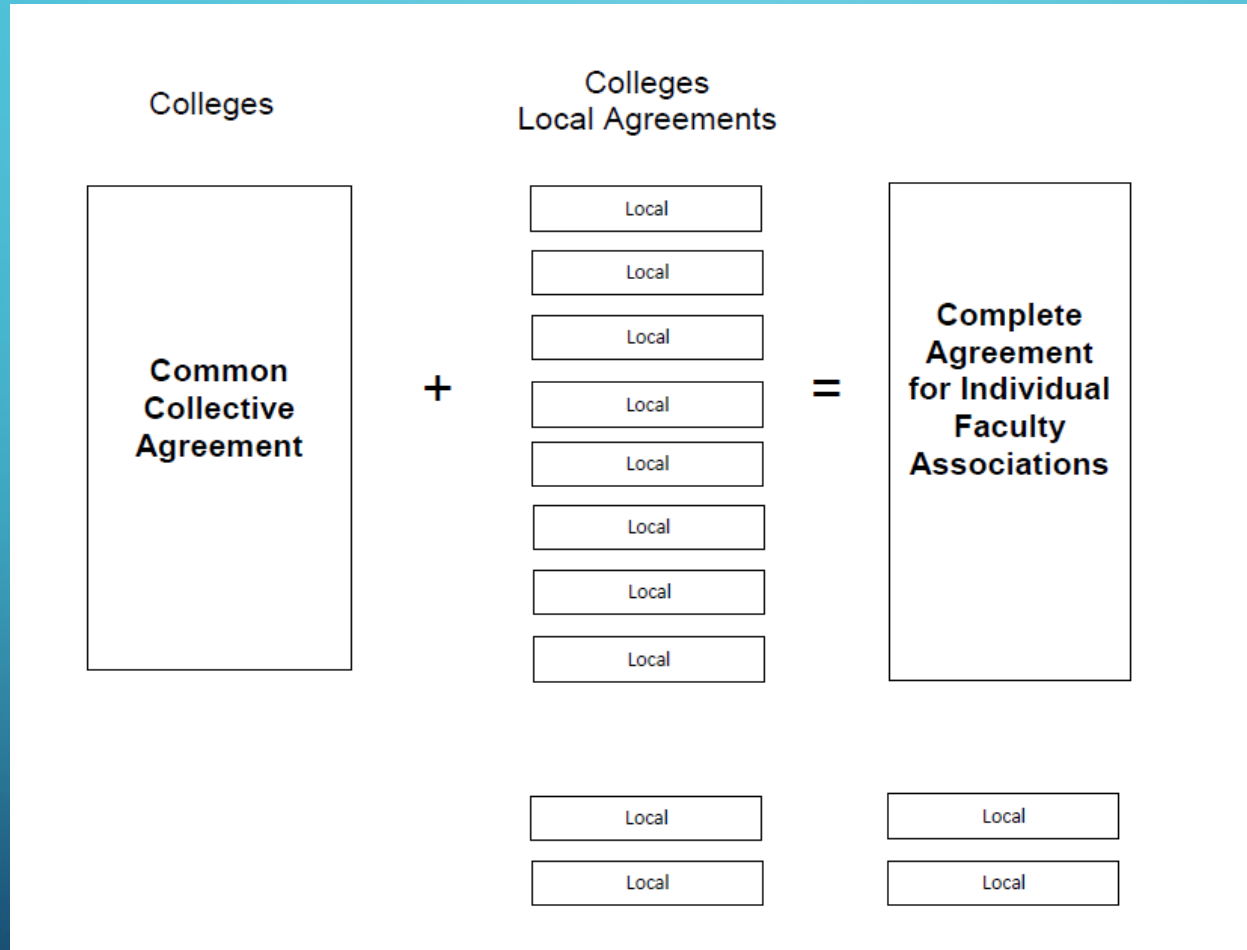 Colleges
Colleges
Local Agreements
Common
Collective
Agreement
+
Local
Local
Local
Local
Local
Local
Local
Local
=
Complete
Agreement
for Individual
Faculty
Associations
Local
Local
Local
Local